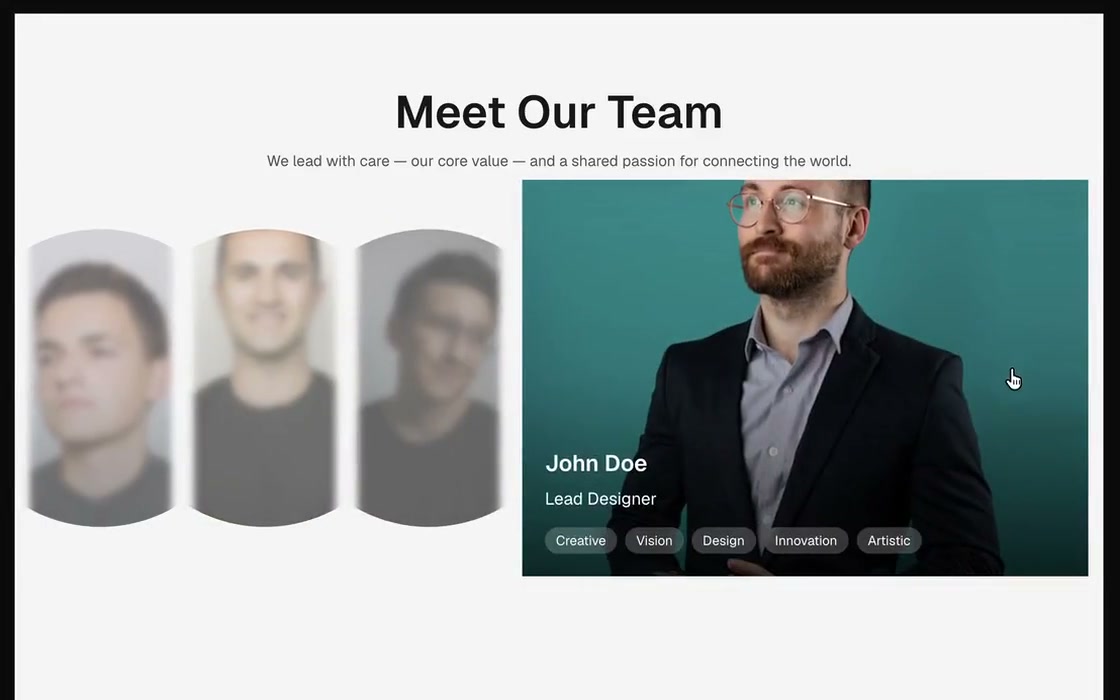 Meet Our Team
We lead with care — our core value — and a shared passion for connecting the world.
John Doe
Lead Designer
Creative Vision Design Innovation Artistic